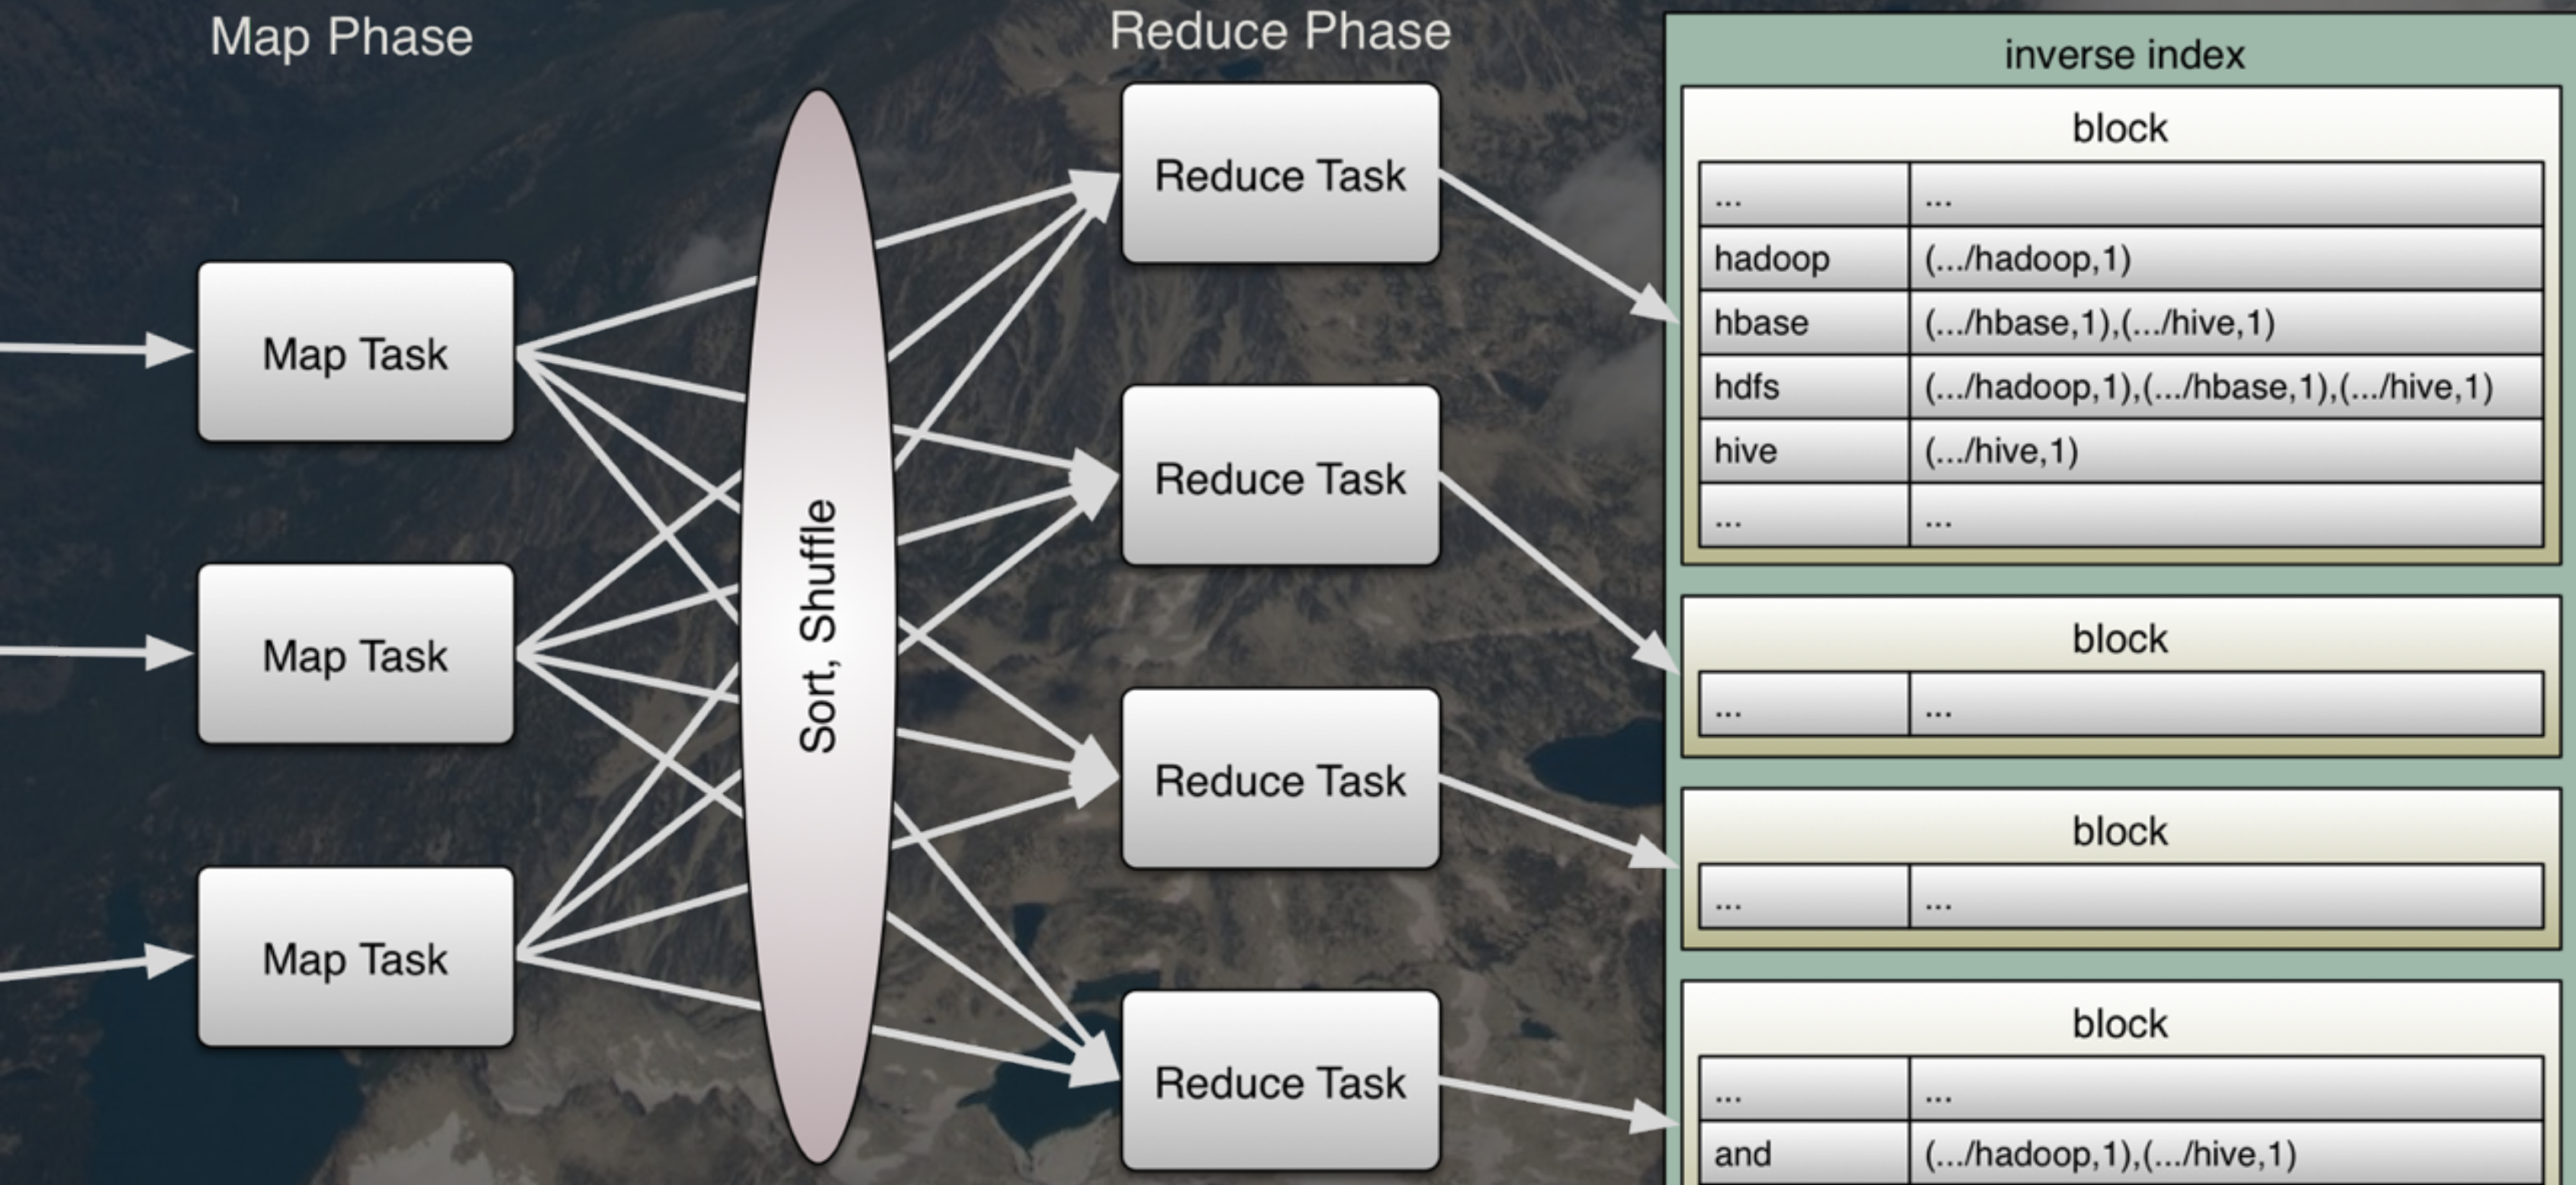 Map Phase
Reduce Phase
Map Task
Map Task
Map Task
Sort, Shuffle
Reduce Task
Reduce Task
Reduce Task
Reduce Task
inverse index
block
... ...
hadoop (.../hadoop,1)
hbase (.../hbase,1),(.../hive,1)
hdfs (.../hadoop,1),(.../hbase,1),(.../hive,1)
hive (.../hive,1)
... ...
block
... ...
block
... ...
block
... ...
and (.../hadoop,1),(.../hive,1)